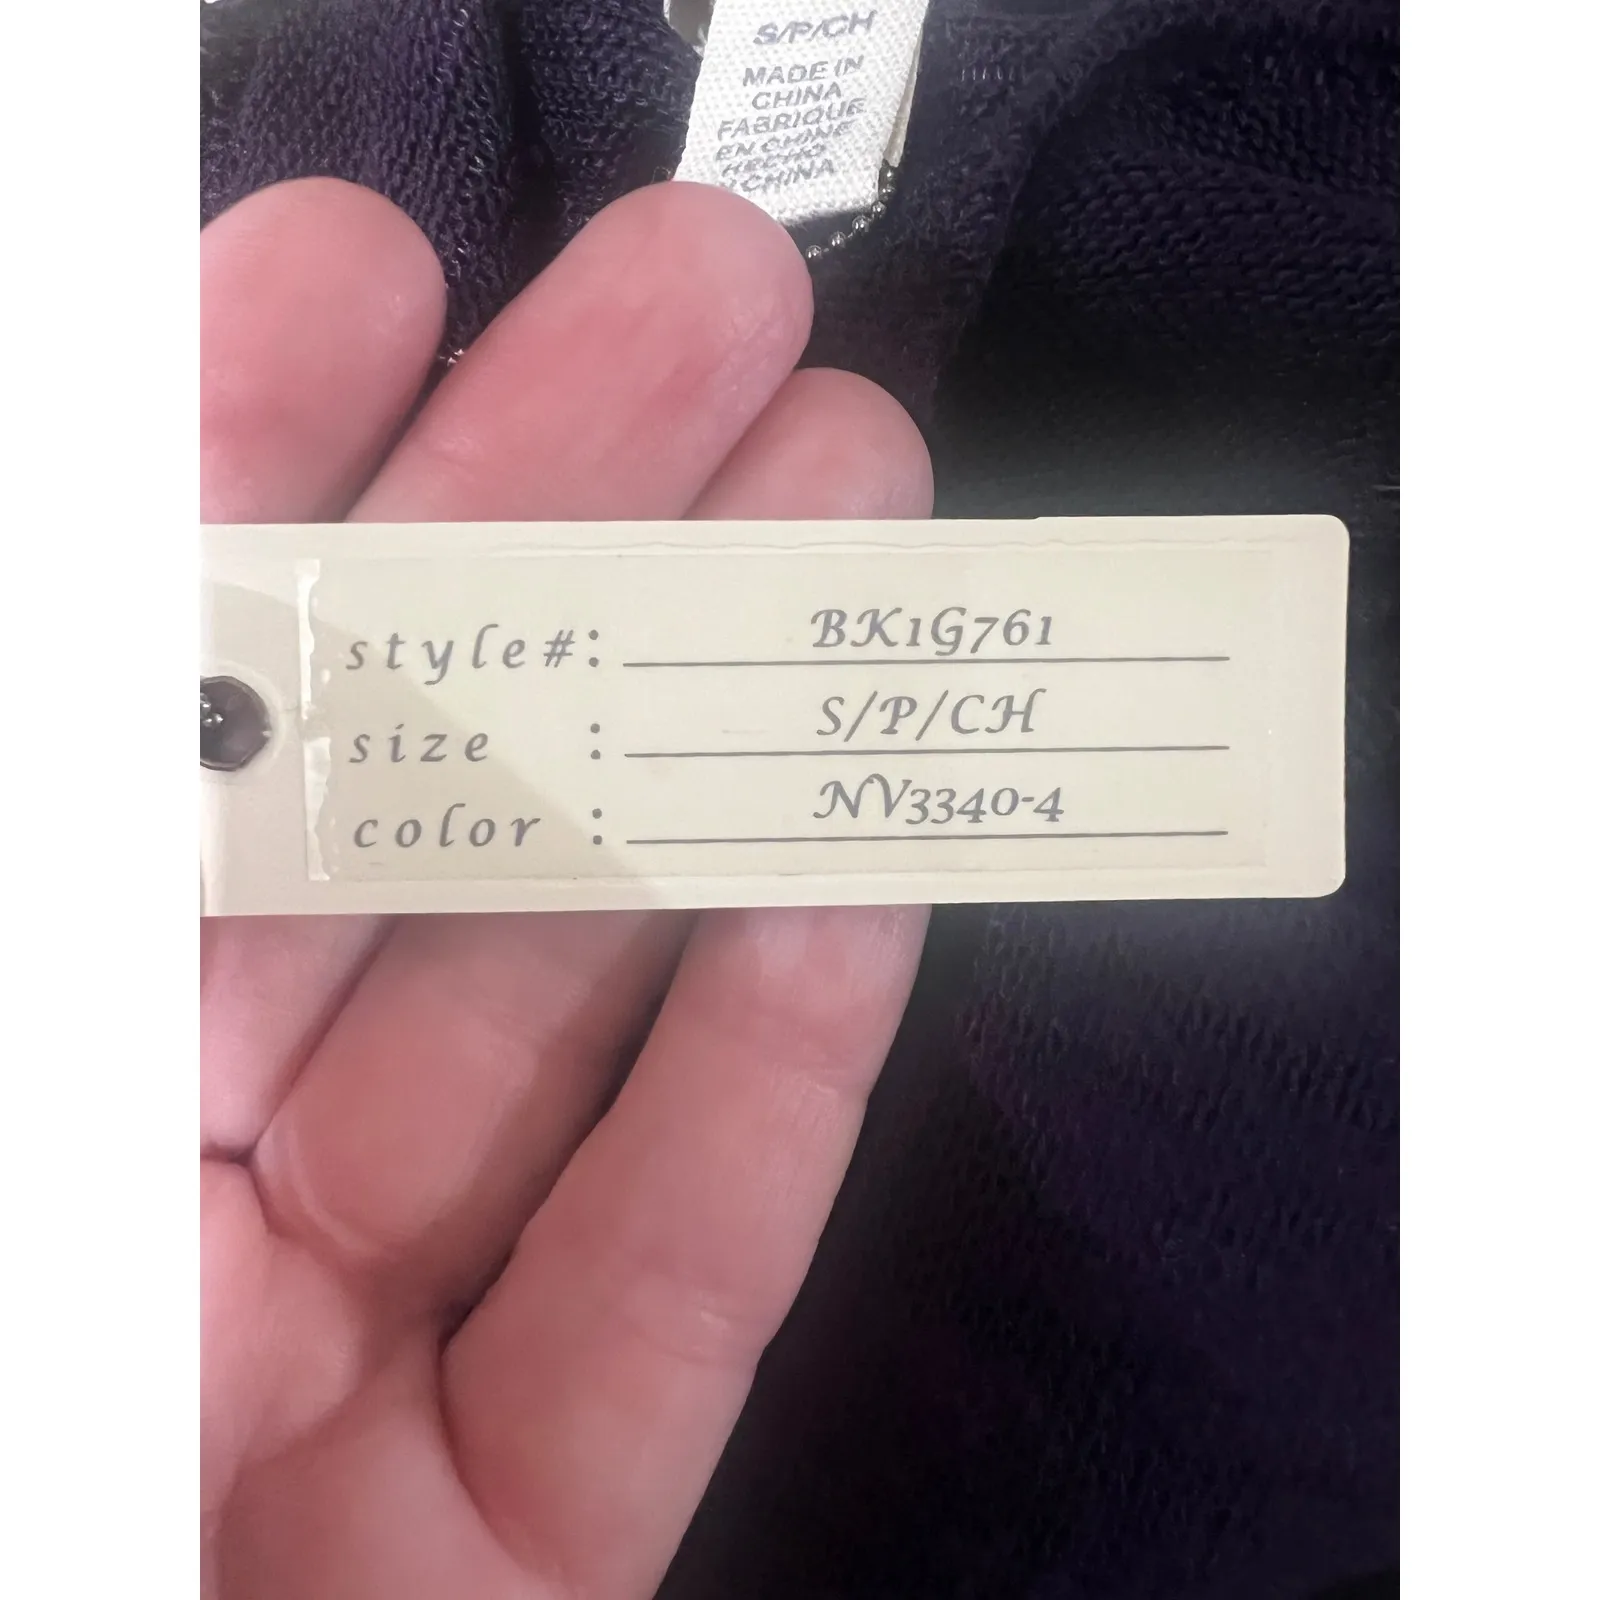 S/P/CH
MADE IN
CHINA
FABRIQUE
EN CHINE
HECHO
CHINA
style#: BK1G761
size : S/P/CH
color : NV3340-4